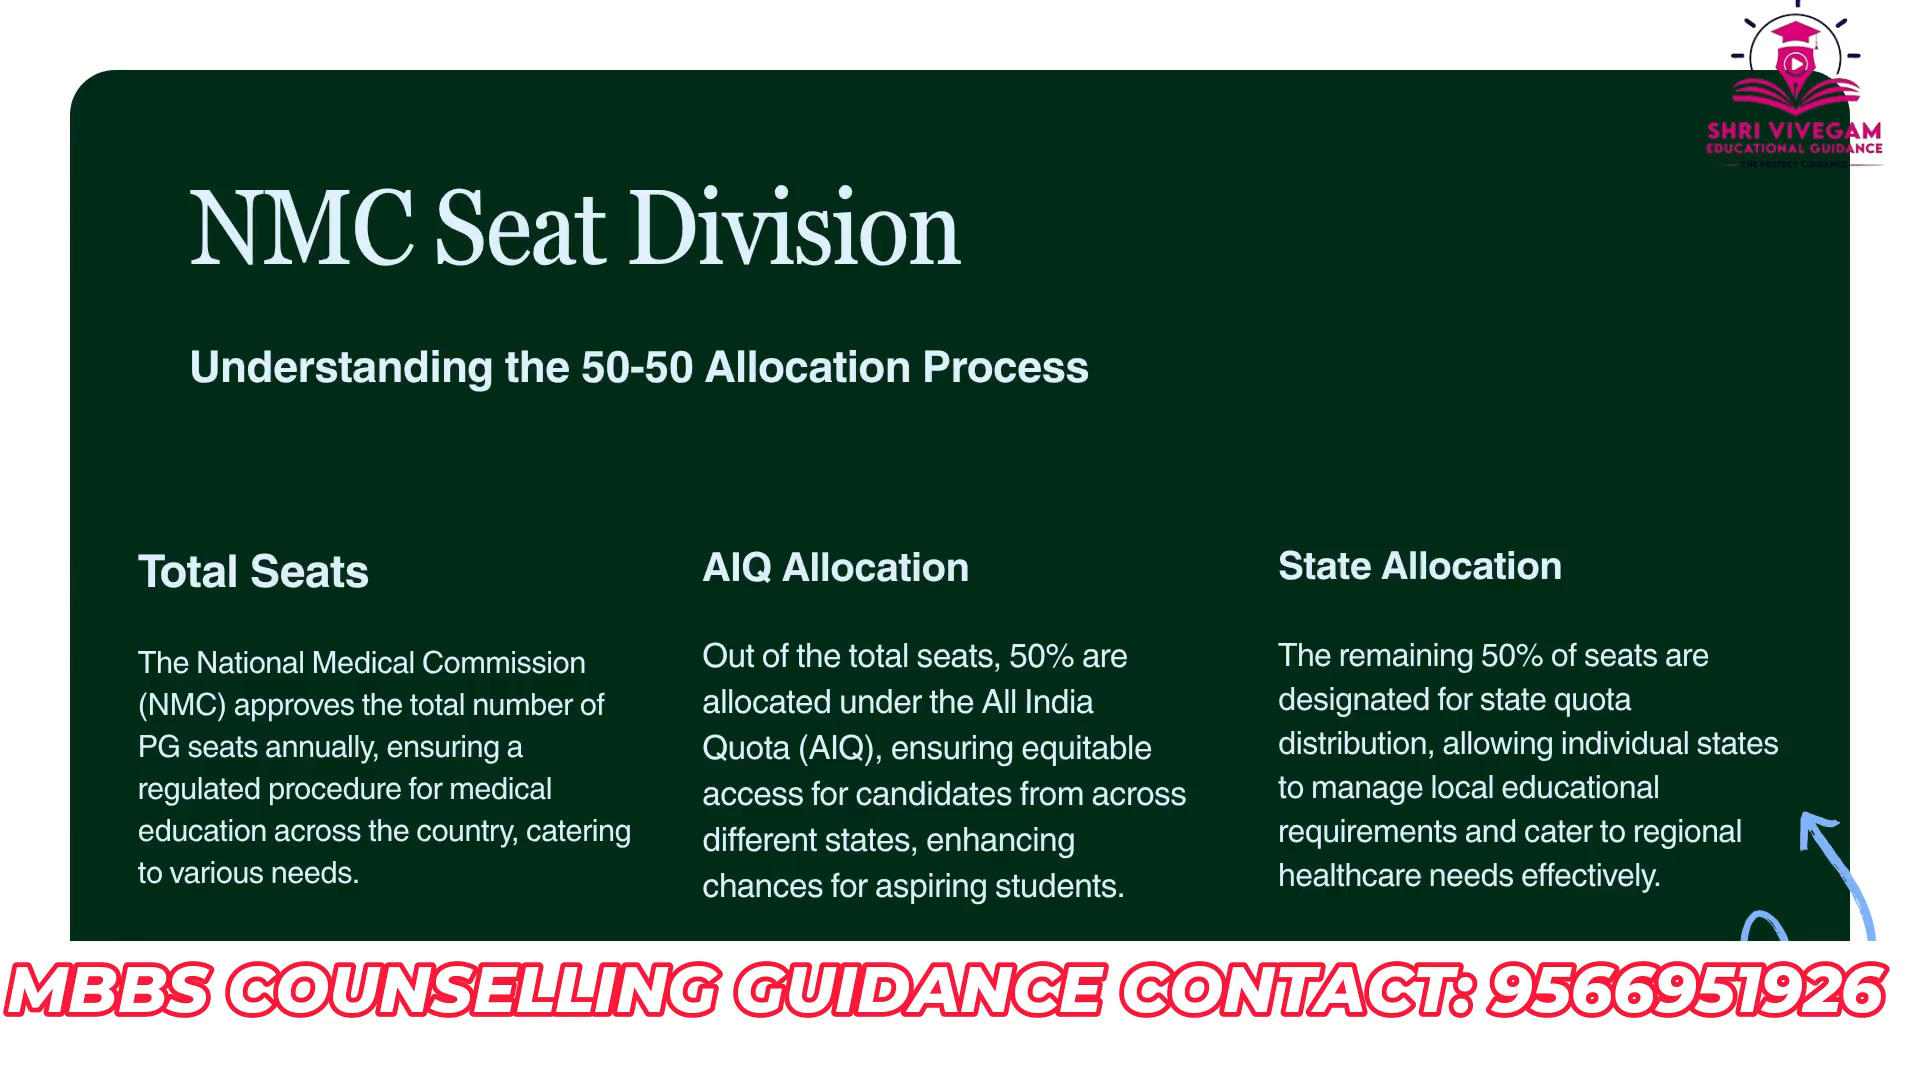 SHRI VIVEGAM
EDUCATIONAL GUIDANCE
THE PERFECT GUIDANCE
NMC Seat Division
Understanding the 50-50 Allocation Process
Total Seats
The National Medical Commission
(NMC) approves the total number of
PG seats annually, ensuring a
regulated procedure for medical
education across the country, catering
to various needs.
AIQ Allocation
Out of the total seats, 50% are
allocated under the All India
Quota (AIQ), ensuring equitable
access for candidates from across
different states, enhancing
chances for aspiring students.
State Allocation
The remaining 50% of seats are
designated for state quota
distribution, allowing individual states
to manage local educational
requirements and cater to regional
healthcare needs effectively.
MBBS COUNSELLING GUIDANCE CONTACT: 9566951926